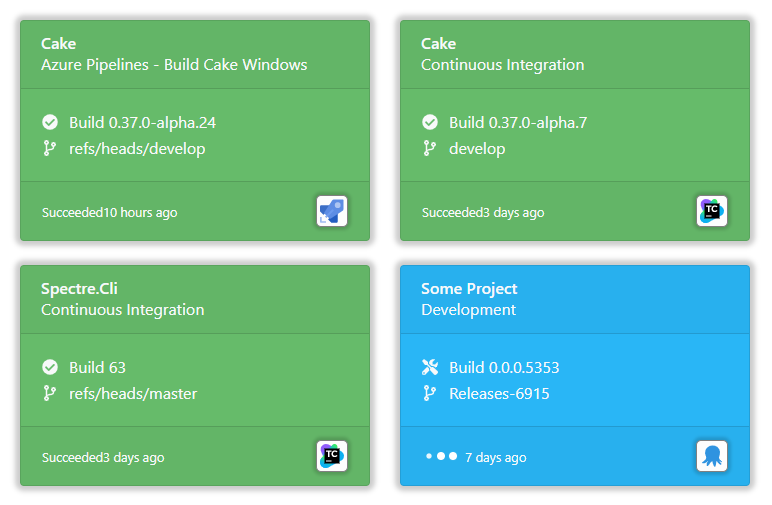 Cake
Azure Pipelines - Build Cake Windows
Build 0.37.0-alpha.24
refs/heads/develop
Succeeded10 hours ago
Cake
Continuous Integration
Build 0.37.0-alpha.7
develop
Succeeded3 days ago
TC
Spectre.Cli
Continuous Integration
Build 63
refs/heads/master
Succeeded3 days ago
TC
Some Project
Development
Build 0.0.0.5353
Releases-6915
7 days ago